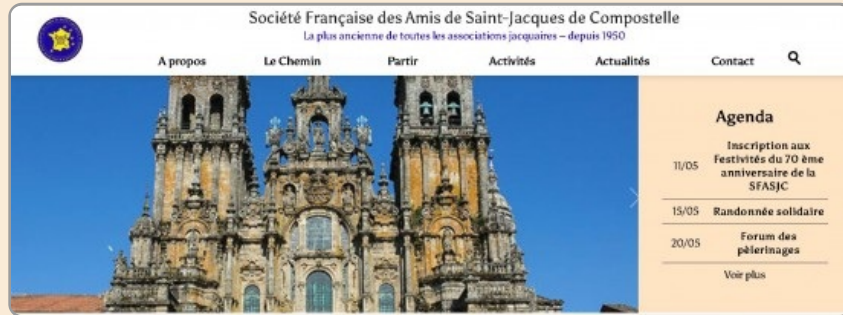 Société Française des Amis de Saint-Jacques de Compostelle
La plus ancienne de toutes les associations jacquaires – depuis 1950
A propos Le Chemin Partir Activités Actualités Contact
Agenda
11/05 Inscription aux
Festivités du 70 ème
anniversaire de la
SFASJC
15/05 Randonnée solidaire
20/05 Forum des
pèlerinages
Voir plus